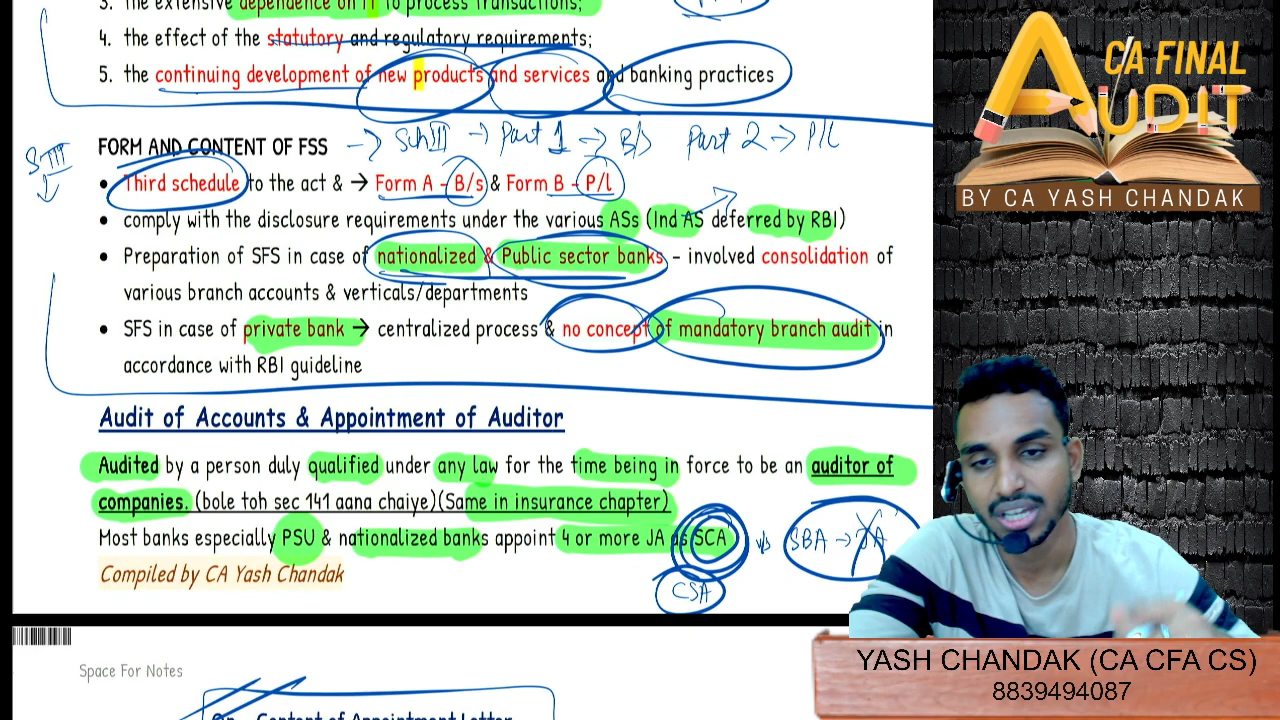 3. the extensive dependence on IT to process transactions;
4. the effect of the statutory and regulatory requirements;
5. the continuing development of new products and services and banking practices
FORM AND CONTENT OF FSS → Sch III → Part 1 → B/S Part 2 → P/L
S III
• Third schedule to the act & → Form A - B/s & Form B - P/l
• comply with the disclosure requirements under the various ASs (Ind AS deferred by RBI)
• Preparation of SFS in case of nationalized & Public sector banks - involved consolidation of
various branch accounts & verticals/departments
• SFS in case of private bank → centralized process & no concept of mandatory branch audit in
accordance with RBI guideline
Audit of Accounts & Appointment of Auditor
Audited by a person duly qualified under any law for the time being in force to be an auditor of
companies. (bole toh sec 141 aana chaiye)(Same in insurance chapter)
Most banks especially PSU & nationalized banks appoint 4 or more JA as SCA v/s SBA → JA
Compiled by CA Yash Chandak
CSA
Space For Notes
Content of Appointment Letter
CA FINAL
AUDIT
BY CA YASH CHANDAK
YASH CHANDAK (CA CFA CS)
8839494087